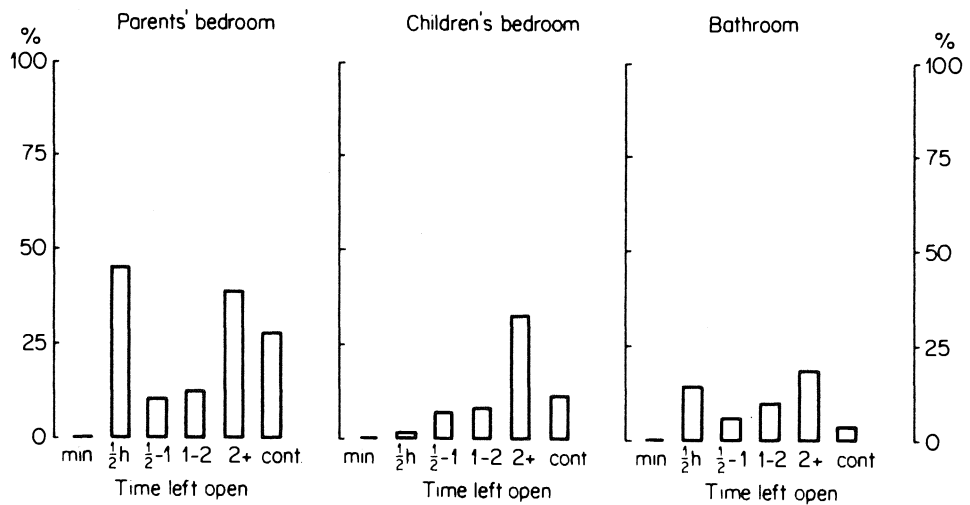 Parents' bedroom
%
100
75
50
25
0
min ½h ½-1 1-2 2+ cont
Time left open
Children's bedroom
min ½h ½-1 1-2 2+ cont
Time left open
Bathroom
min ½h ½-1 1-2 2+ cont
Time left open
%
100
75
50
25
0